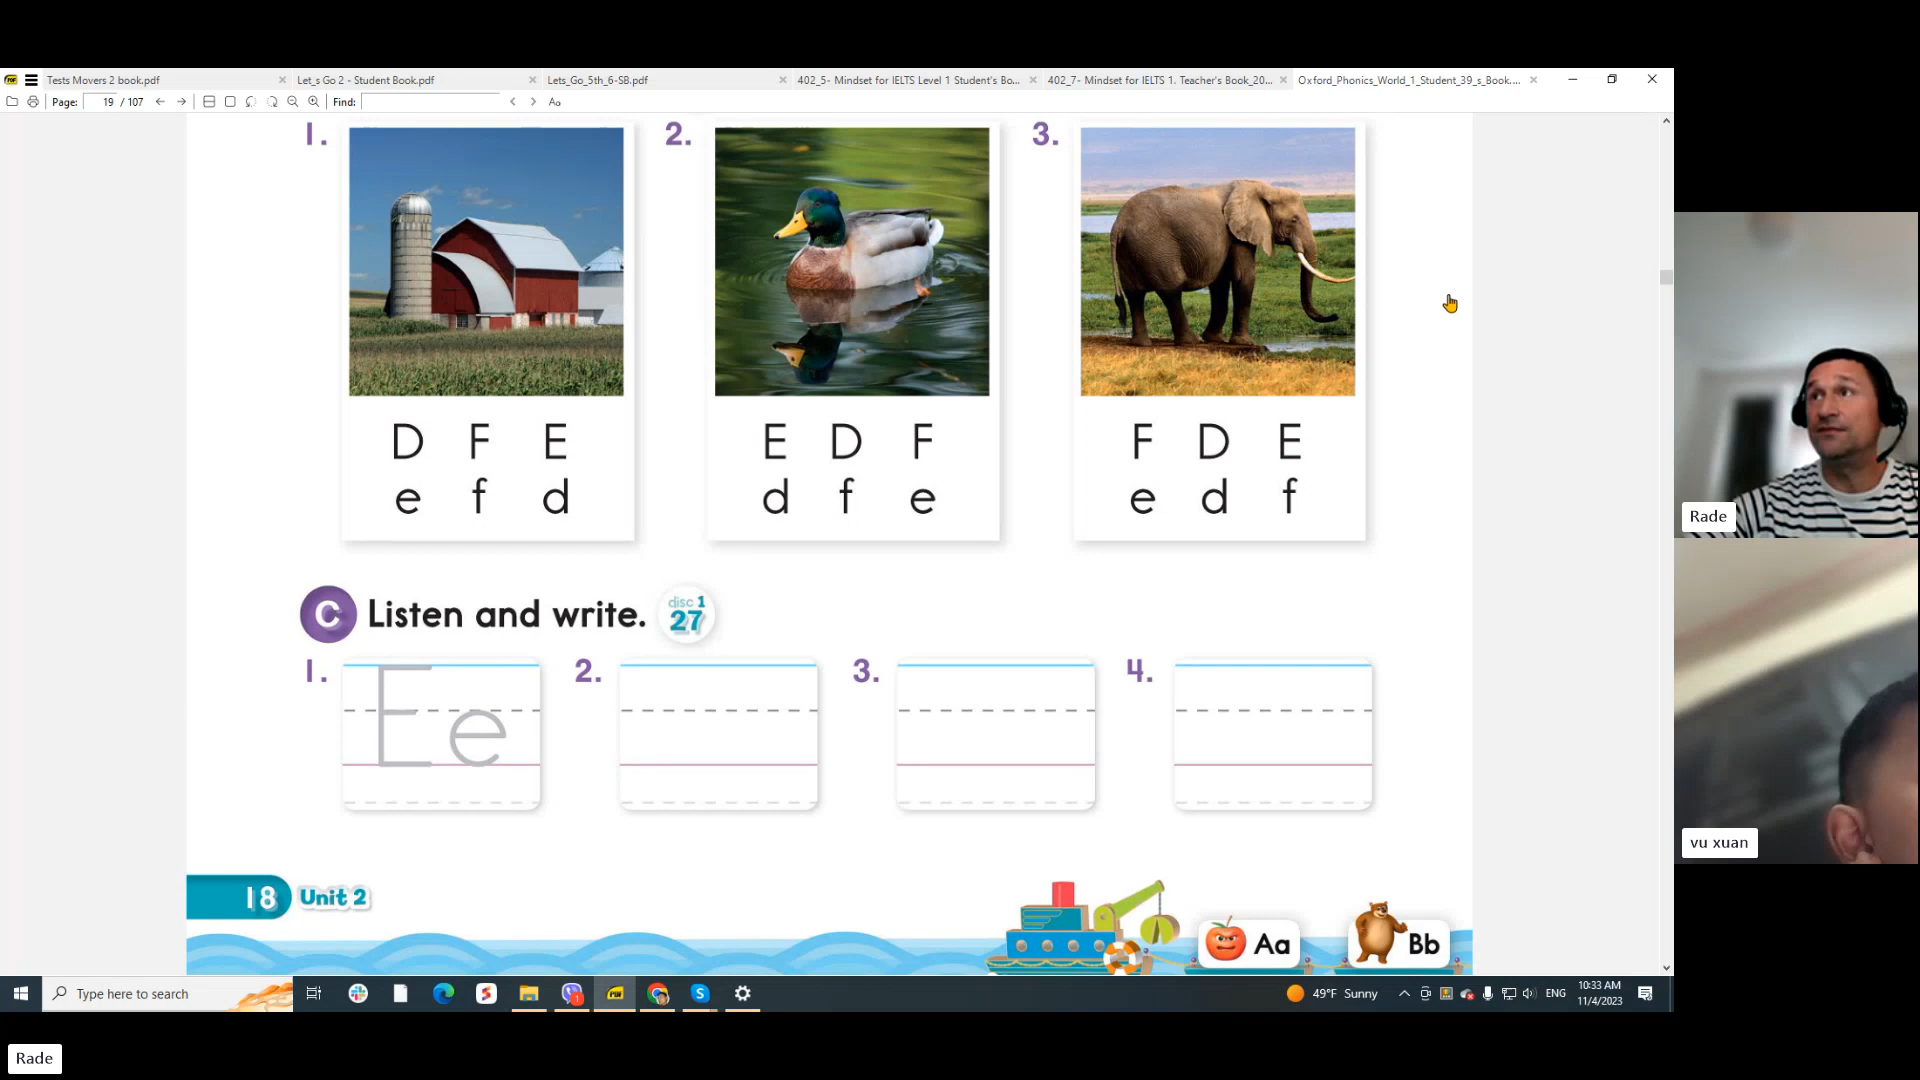 Tests Movers 2 book.pdf
Let_s Go 2 - Student Book.pdf
Lets_Go_5th_6-SB.pdf
402_5- Mindset for IELTS Level 1 Student's Bo...
402_7- Mindset for IELTS 1. Teacher's Book_20...
Oxford_Phonics_World_1_Student_39_s_Book....
Page: 19 / 107
Find:
Aa
1. 2. 3.
D F E
e f d
E D F
d f e
F D E
e d f
C Listen and write. disc 1 27
1. Ee 2. 3. 4.
18 Unit 2
Aa
Bb
Rade
vu xuan
Type here to search
49°F Sunny
ENG
10:33 AM
11/4/2023
Rade